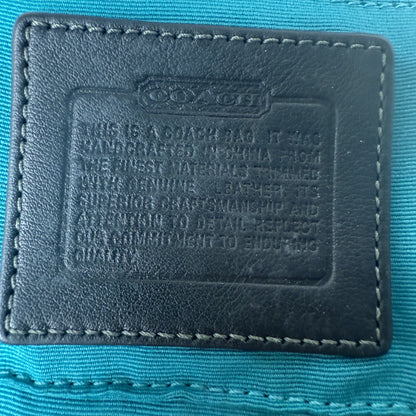 COACH
THIS IS A COACH BAG. IT WAS
HANDCRAFTED IN CHINA FROM
THE FINEST MATERIALS TRIMMED
WITH GENUINE LEATHER. ITS
SUPERIOR CRAFTSMANSHIP AND
ATTENTION TO DETAIL REFLECT
OUR COMMITMENT TO ENDURING
QUALITY.